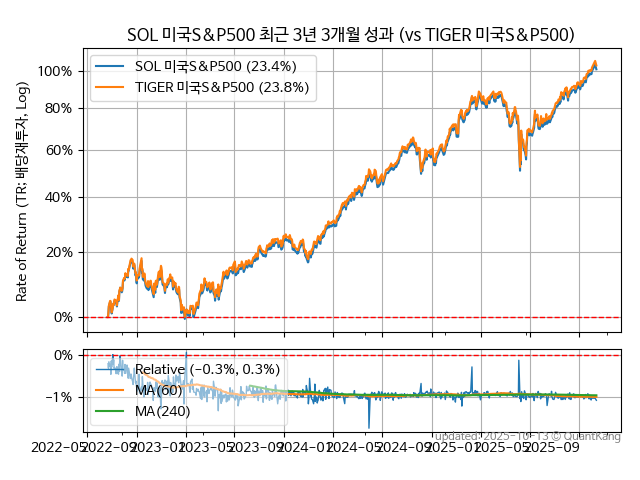 SOL 미국S&P500 최근 3년 3개월 성과 (vs TIGER 미국S&P500)
Rate of Return (TR; 배당재투자, Log)
SOL 미국S&P500 (23.4%)
TIGER 미국S&P500 (23.8%)
100%
80%
60%
40%
20%
0%
Relative (-0.3%, 0.3%)
MA(60)
MA(240)
0%
-1%
updated: 2025-10-13 © QuantKang
2022-05 2022-09 2023-01 2023-05 2023-09 2024-01 2024-05 2024-09 2025-01 2025-05 2025-09